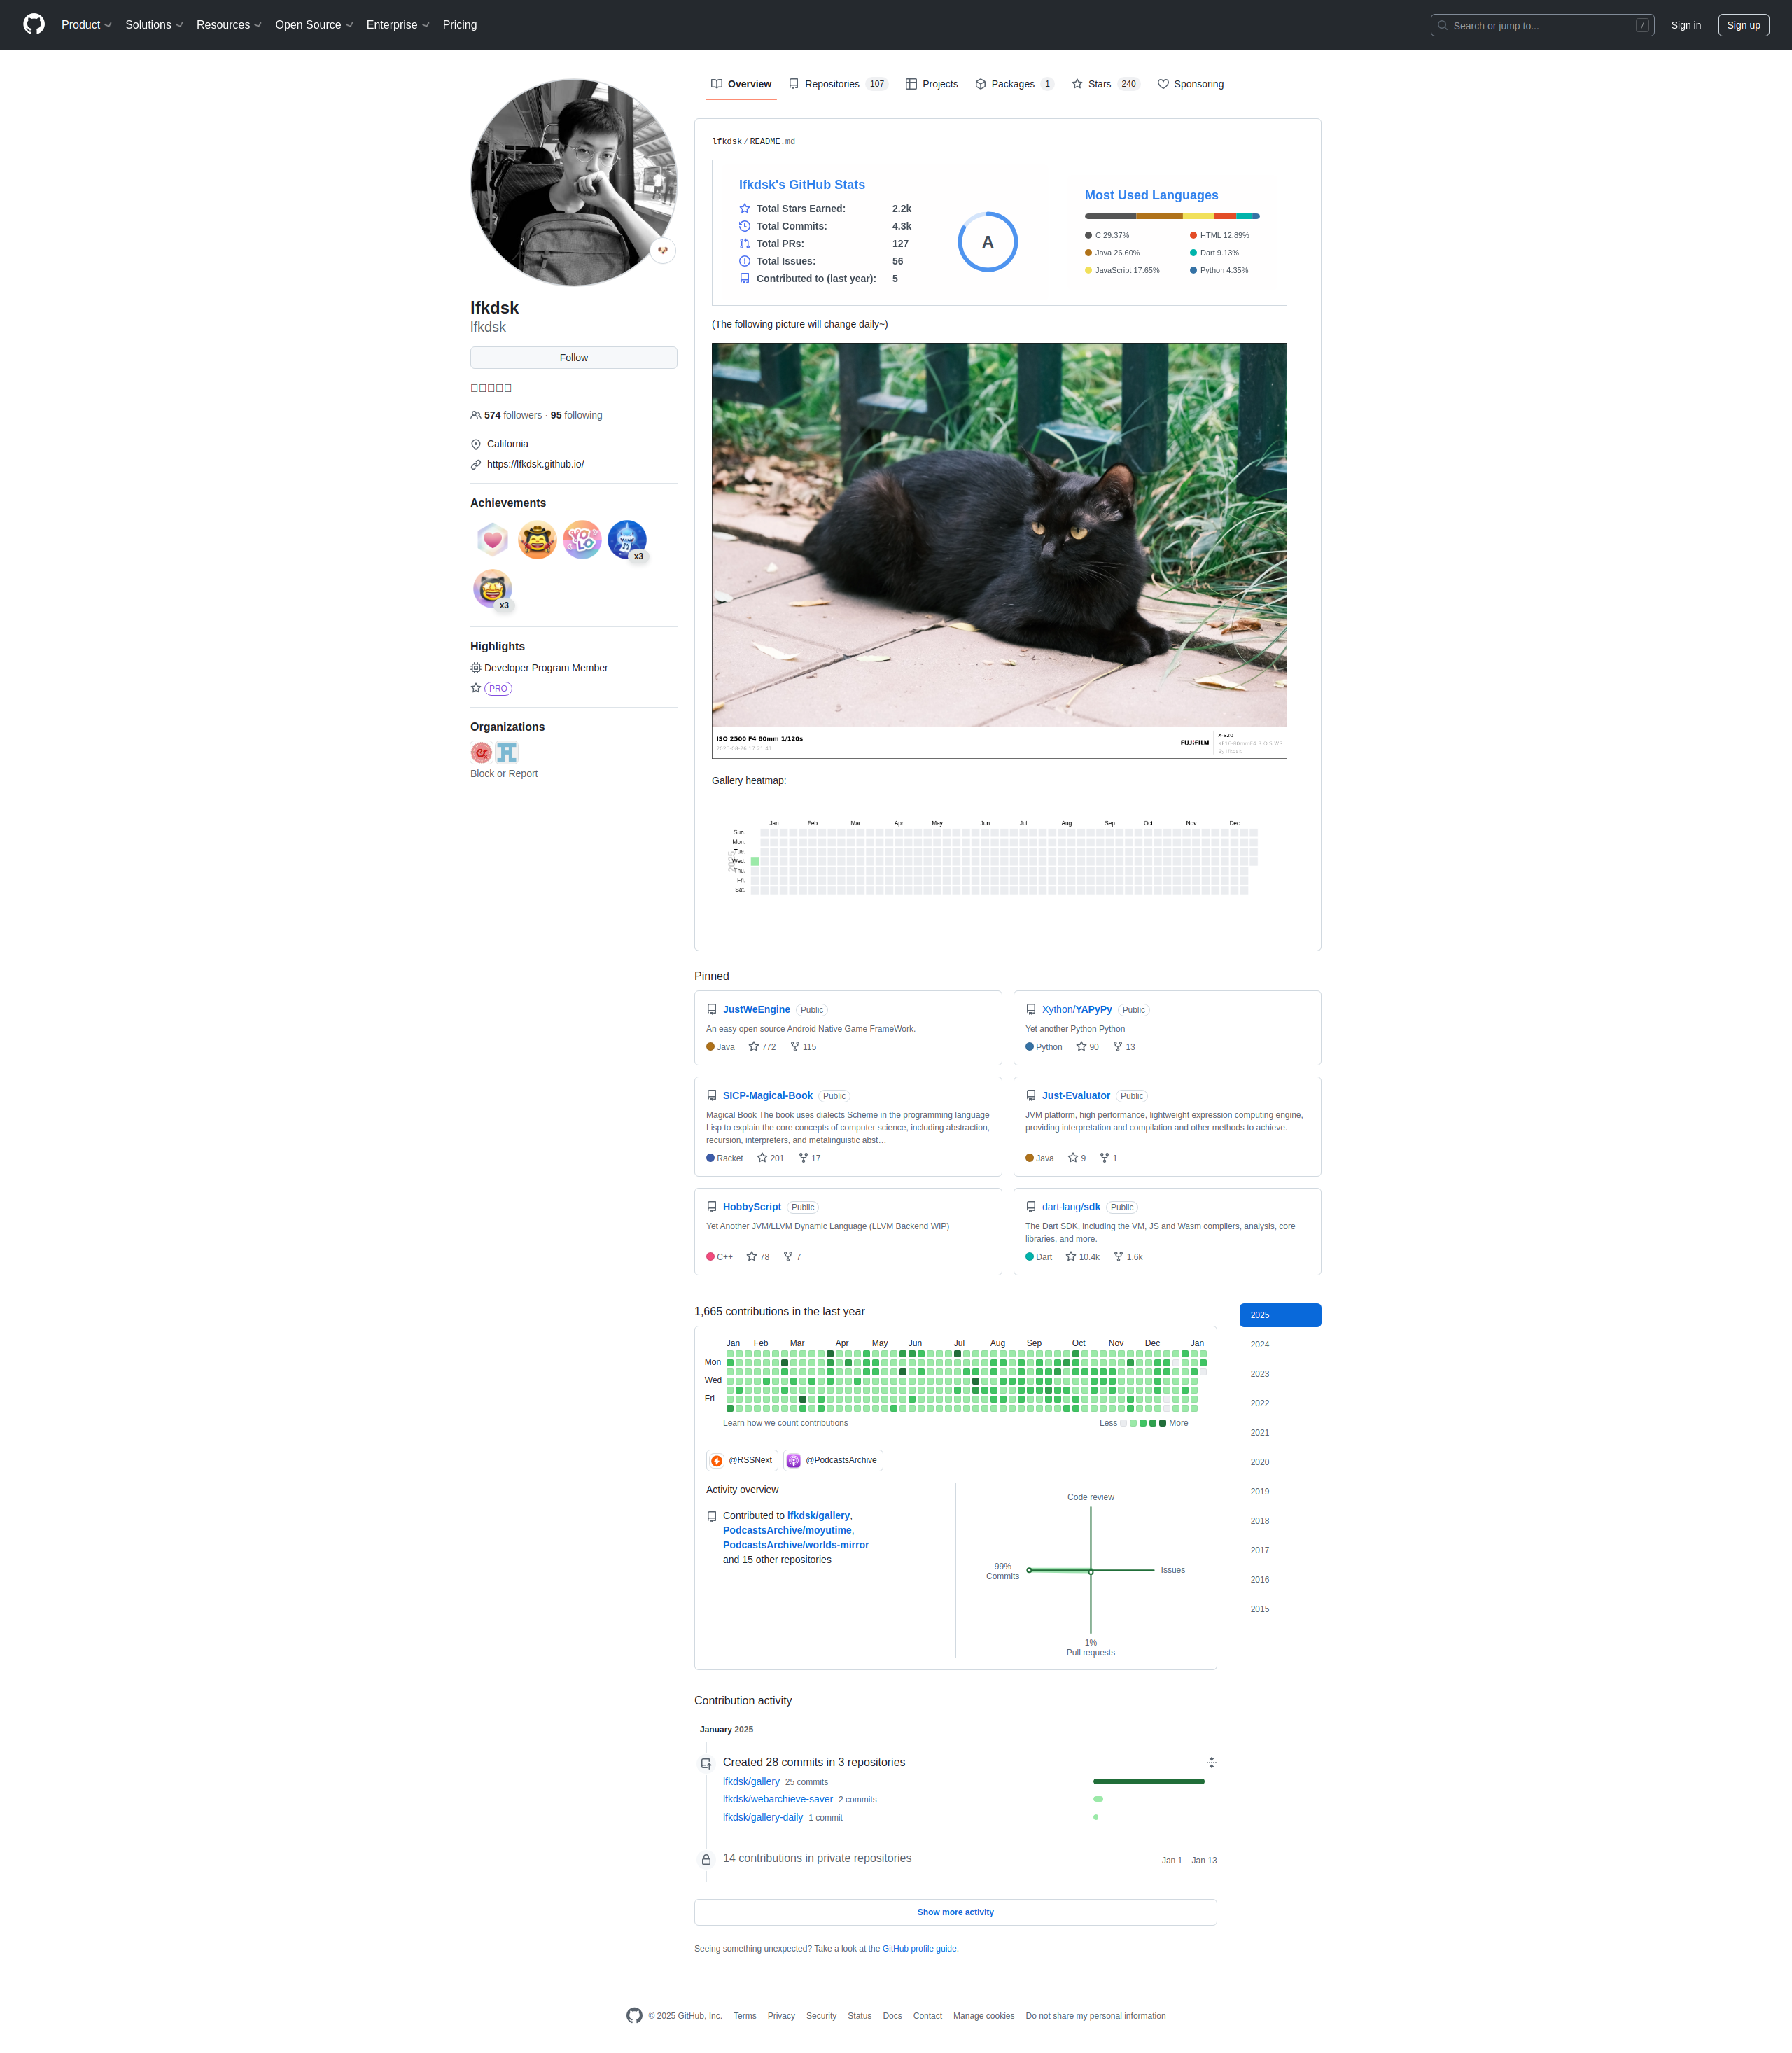 Product Solutions Resources Open Source Enterprise Pricing
Search or jump to... / Sign in Sign up
Overview Repositories 107 Projects Packages 1 Stars 240 Sponsoring
lfkdsk
lfkdsk
Follow
574 followers · 95 following
California
https://lfkdsk.github.io/
Achievements
YOLO
x3
x3
Highlights
Developer Program Member
PRO
Organizations
Block or Report
lfkdsk/README.md
lfkdsk's GitHub Stats
Total Stars Earned: 2.2k
Total Commits: 4.3k
Total PRs: 127
Total Issues: 56
Contributed to (last year): 5
A
Most Used Languages
C 29.37% HTML 12.89%
Java 26.60% Dart 9.13%
JavaScript 17.65% Python 4.35%
(The following picture will change daily~)
ISO 2500 F4 80mm 1/120s
FUJIFILM
Gallery heatmap:
Jan Feb Mar Apr May Jun Jul Aug Sep Oct Nov Dec
Sun.
Mon.
Tue.
Wed.
Thu.
Fri.
Sat.
Pinned
JustWeEngine Public
An easy open source Android Native Game FrameWork.
Java 772 115
Xython/YAPyPy Public
Yet another Python Python
Python 90 13
SICP-Magical-Book Public
Magical Book The book uses dialects Scheme in the programming language
Lisp to explain the core concepts of computer science, including abstraction,
recursion, interpreters, and metalinguistic abst…
Racket 201 17
Just-Evaluator Public
JVM platform, high performance, lightweight expression computing engine,
providing interpretation and compilation and other methods to achieve.
Java 9 1
HobbyScript Public
Yet Another JVM/LLVM Dynamic Language (LLVM Backend WIP)
C++ 78 7
dart-lang/sdk Public
The Dart SDK, including the VM, JS and Wasm compilers, analysis, core
libraries, and more.
Dart 10.4k 1.6k
1,665 contributions in the last year
Jan Feb Mar Apr May Jun Jul Aug Sep Oct Nov Dec Jan
Mon
Wed
Fri
Learn how we count contributions
Less More
2025
2024
2023
2022
2021
2020
2019
2018
2017
2016
2015
@RSSNext @PodcastsArchive
Activity overview
Contributed to lfkdsk/gallery,
PodcastsArchive/moyutime,
PodcastsArchive/worlds-mirror
and 15 other repositories
Code review
99%
Commits
Issues
1%
Pull requests
Contribution activity
January 2025
Created 28 commits in 3 repositories
lfkdsk/gallery 25 commits
lfkdsk/webarchieve-saver 2 commits
lfkdsk/gallery-daily 1 commit
14 contributions in private repositories Jan 1 – Jan 13
Show more activity
Seeing something unexpected? Take a look at the GitHub profile guide.
© 2025 GitHub, Inc. Terms Privacy Security Status Docs Contact Manage cookies Do not share my personal information